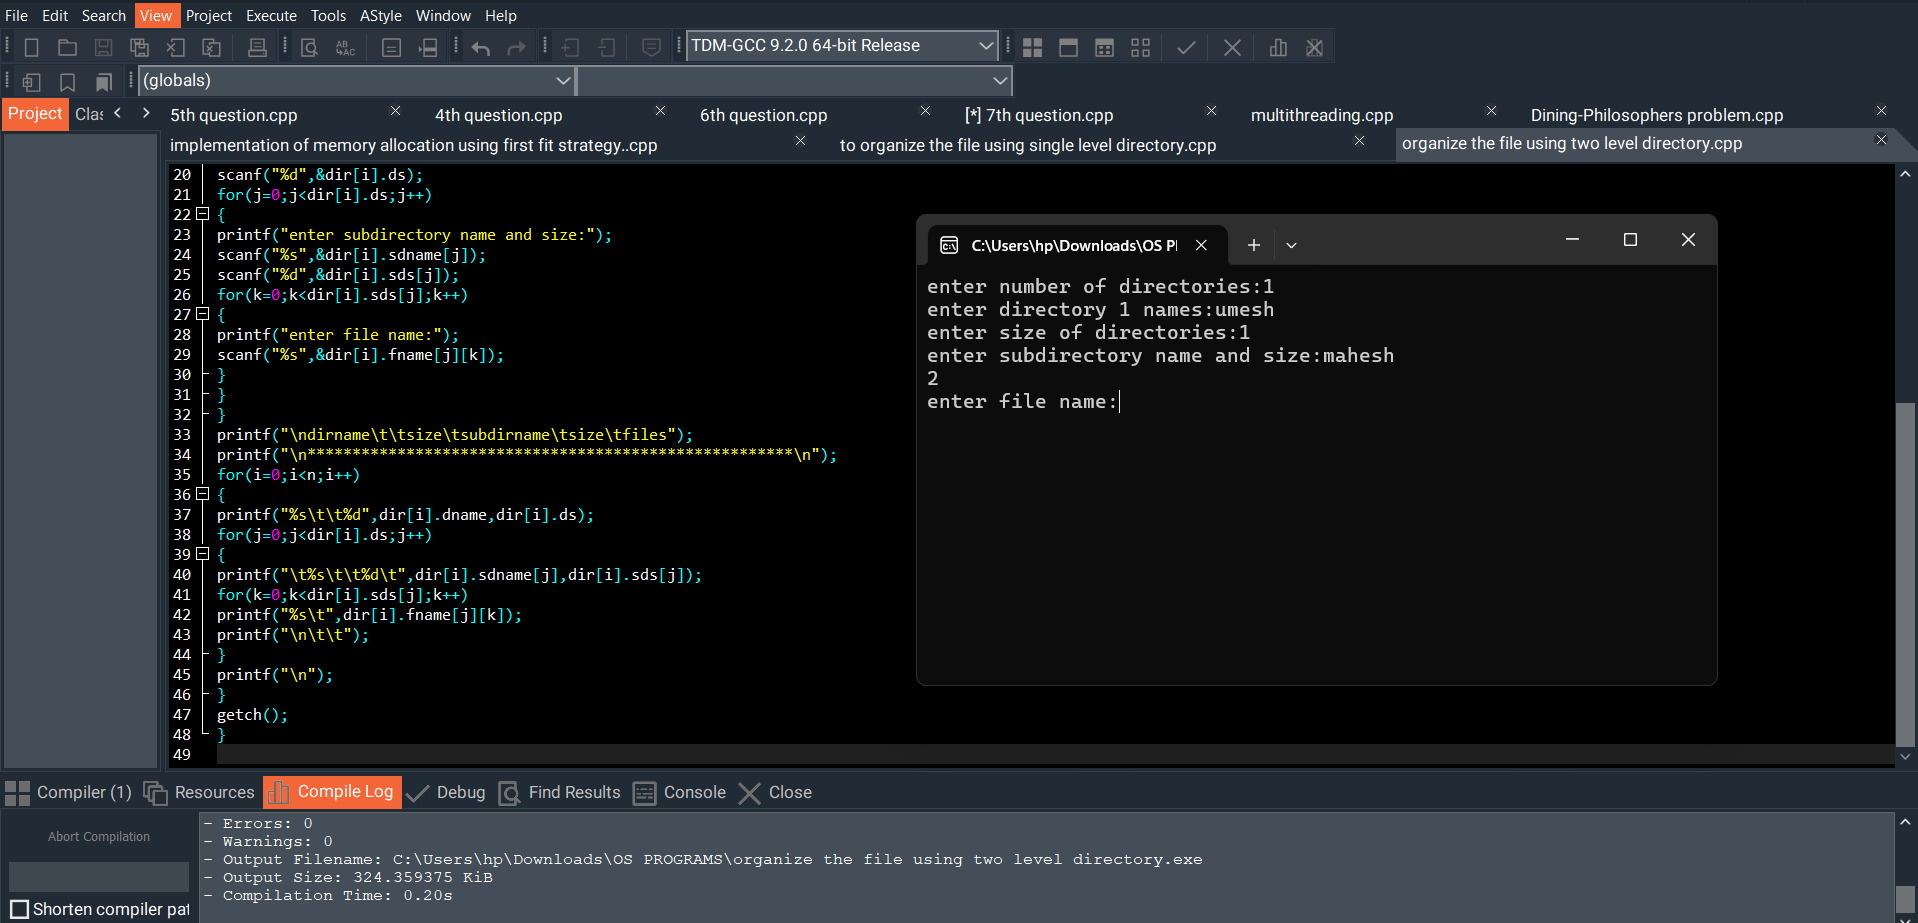 File Edit Search View Project Execute Tools AStyle Window Help
TDM-GCC 9.2.0 64-bit Release
(globals)
Project Clas
5th question.cpp 4th question.cpp 6th question.cpp [*] 7th question.cpp multithreading.cpp Dining-Philosophers problem.cpp
implementation of memory allocation using first fit strategy..cpp to organize the file using single level directory.cpp organize the file using two level directory.cpp
20 scanf("%d",&dir[i].ds);
21 for(j=0;j<dir[i].ds;j++)
22 {
23 printf("enter subdirectory name and size:");
24 scanf("%s",&dir[i].sdname[j]);
25 scanf("%d",&dir[i].sds[j]);
26 for(k=0;k<dir[i].sds[j];k++)
27 {
28 printf("enter file name:");
29 scanf("%s",&dir[i].fname[j][k]);
30 }
31 }
32 }
33 printf("\ndirname\t\tsize\tsubdirname\tsize\tfiles");
34 printf("\n******************************************************\n");
35 for(i=0;i<n;i++)
36 {
37 printf("%s\t\t%d",dir[i].dname,dir[i].ds);
38 for(j=0;j<dir[i].ds;j++)
39 {
40 printf("\t%s\t\t%d\t",dir[i].sdname[j],dir[i].sds[j]);
41 for(k=0;k<dir[i].sds[j];k++)
42 printf("%s\t",dir[i].fname[j][k]);
43 printf("\n\t\t");
44 }
45 printf("\n");
46 }
47 getch();
48 }
49
C:\Users\hp\Downloads\OS P
enter number of directories:1
enter directory 1 names:umesh
enter size of directories:1
enter subdirectory name and size:mahesh
2
enter file name:
Compiler (1) Resources Compile Log Debug Find Results Console Close
Abort Compilation
Shorten compiler pat
- Errors: 0
- Warnings: 0
- Output Filename: C:\Users\hp\Downloads\OS PROGRAMS\organize the file using two level directory.exe
- Output Size: 324.359375 KiB
- Compilation Time: 0.20s